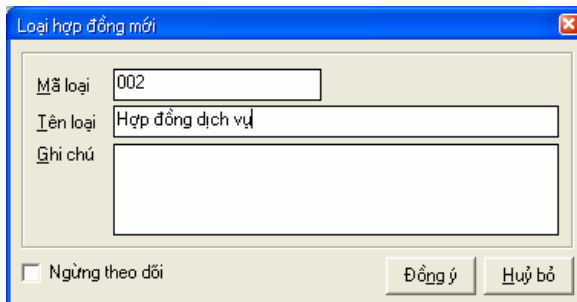 Loại hợp đồng mới
Mã loại 002
Tên loại Hợp đồng dịch vụ
Ghi chú
Ngừng theo dõi Đồng ý Huỷ bỏ